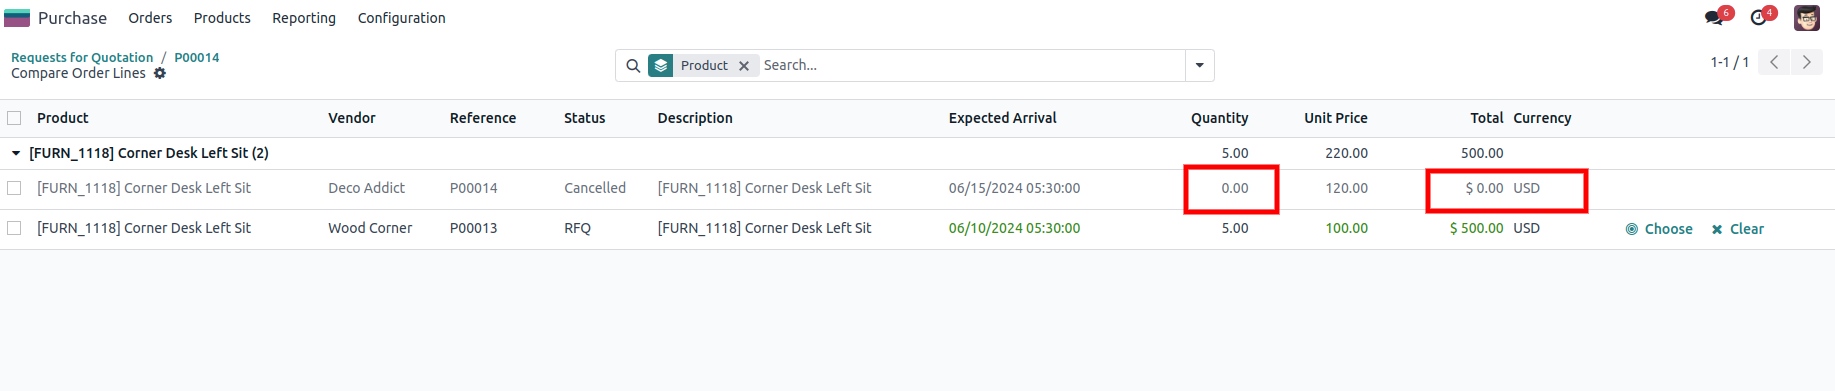 Purchase Orders Products Reporting Configuration 6 4
Requests for Quotation / P00014
Compare Order Lines
Product Search... 1-1 / 1
Product Vendor Reference Status Description Expected Arrival Quantity Unit Price Total Currency
[FURN_1118] Corner Desk Left Sit (2) 5.00 220.00 500.00
[FURN_1118] Corner Desk Left Sit Deco Addict P00014 Cancelled [FURN_1118] Corner Desk Left Sit 06/15/2024 05:30:00 0.00 120.00 $ 0.00 USD
[FURN_1118] Corner Desk Left Sit Wood Corner P00013 RFQ [FURN_1118] Corner Desk Left Sit 06/10/2024 05:30:00 5.00 100.00 $ 500.00 USD Choose Clear